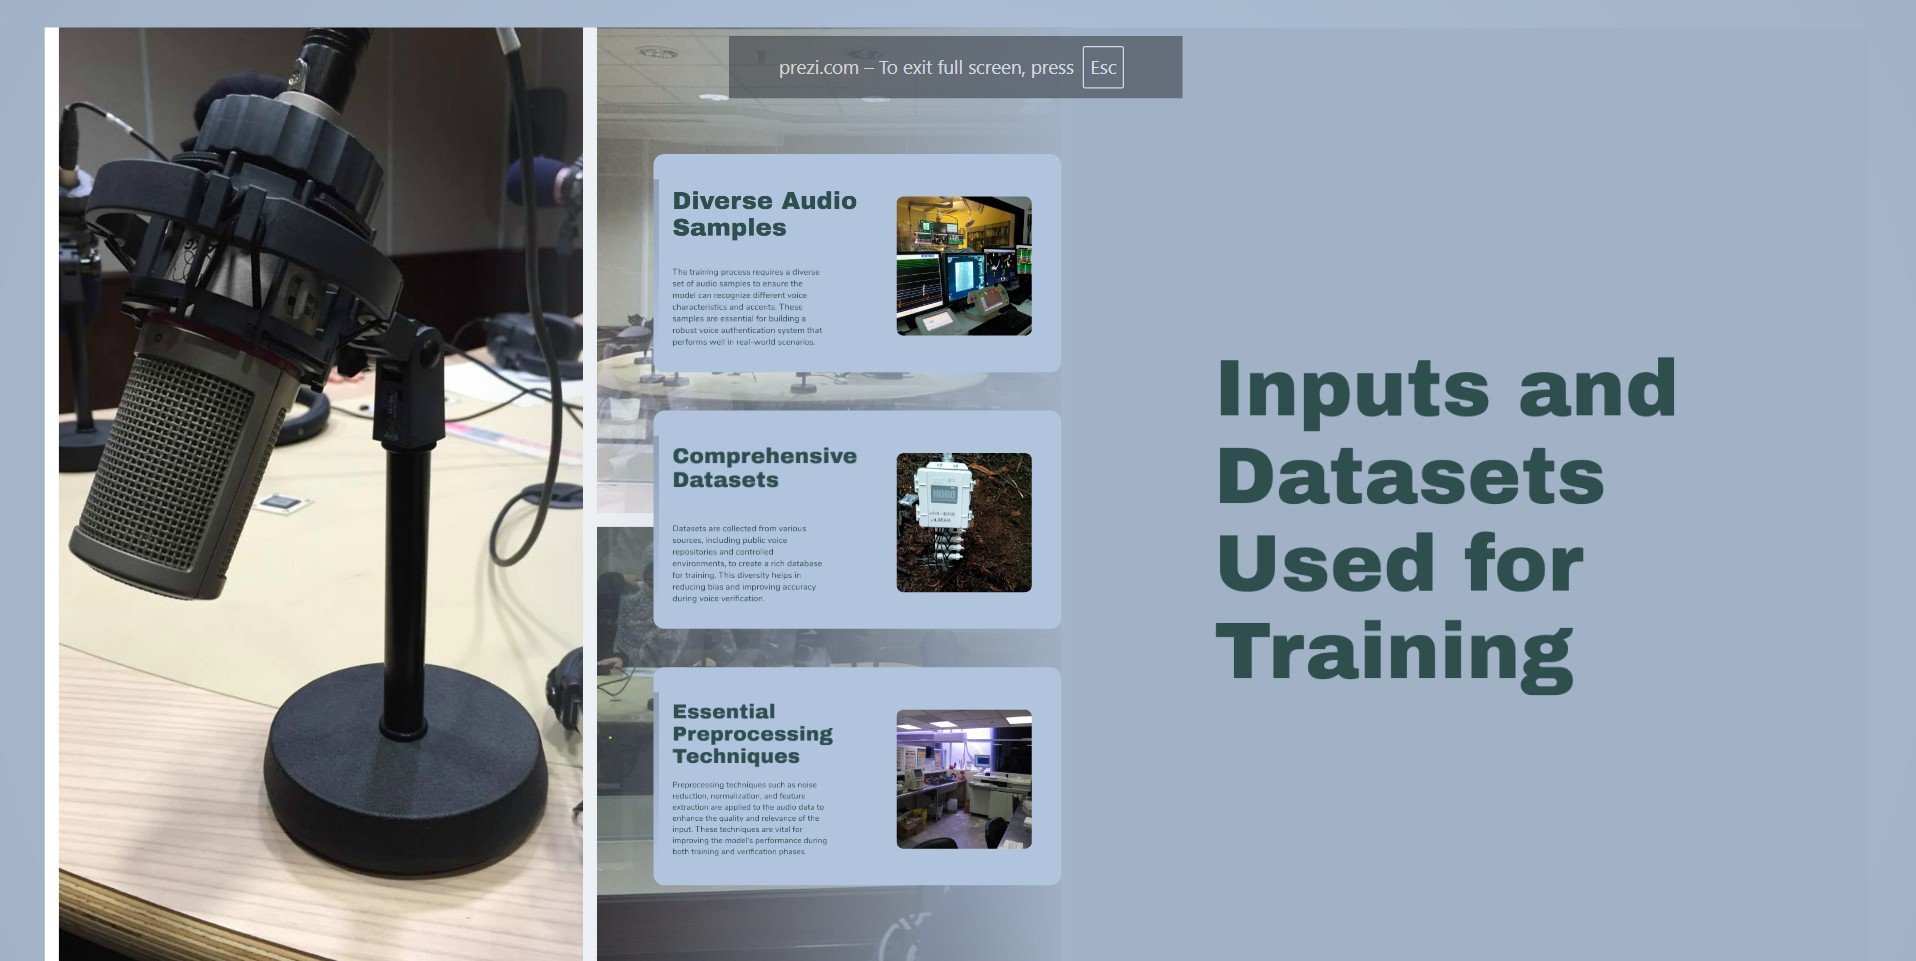 prezi.com – To exit full screen, press Esc
Diverse Audio
Samples
The training process requires a diverse
set of audio samples to ensure the
model can recognize different voice
characteristics and accents. These
samples are essential for building a
robust voice authentication system that
performs well in real-world scenarios.
Comprehensive
Datasets
Datasets are collected from various
sources, including public voice
repositories and controlled
environments, to create a rich database
for training. This diversity helps in
reducing bias and improving accuracy
during voice verification.
Essential
Preprocessing
Techniques
Preprocessing techniques such as noise
reduction, normalization, and feature
extraction are applied to the audio data to
enhance the quality and relevance of the
input. These techniques are vital for
improving the model's performance during
both training and verification phases.
Inputs and
Datasets
Used for
Training